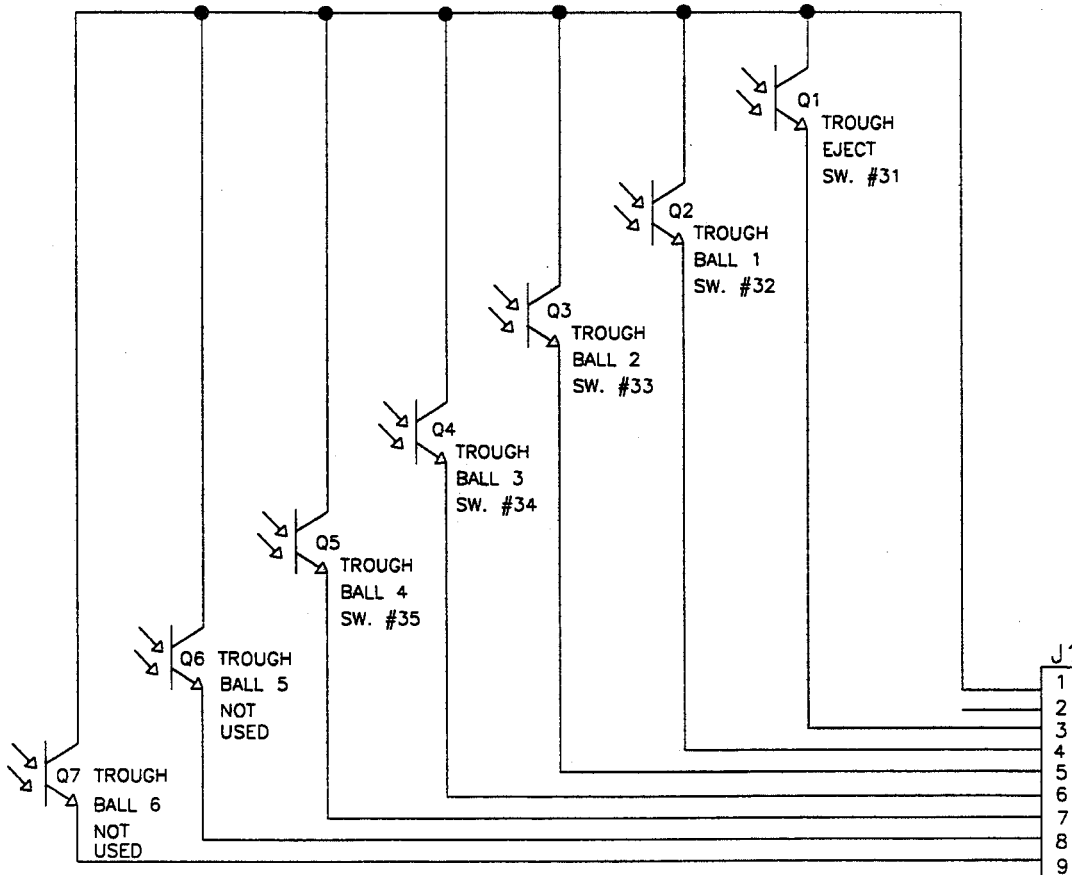 Q1
TROUGH
EJECT
SW. #31
Q2
TROUGH
BALL 1
SW. #32
Q3
TROUGH
BALL 2
SW. #33
Q4
TROUGH
BALL 3
SW. #34
Q5
TROUGH
BALL 4
SW. #35
Q6 TROUGH
BALL 5
NOT
USED
Q7 TROUGH
BALL 6
NOT
USED
1
2
3
4
5
6
7
8
9